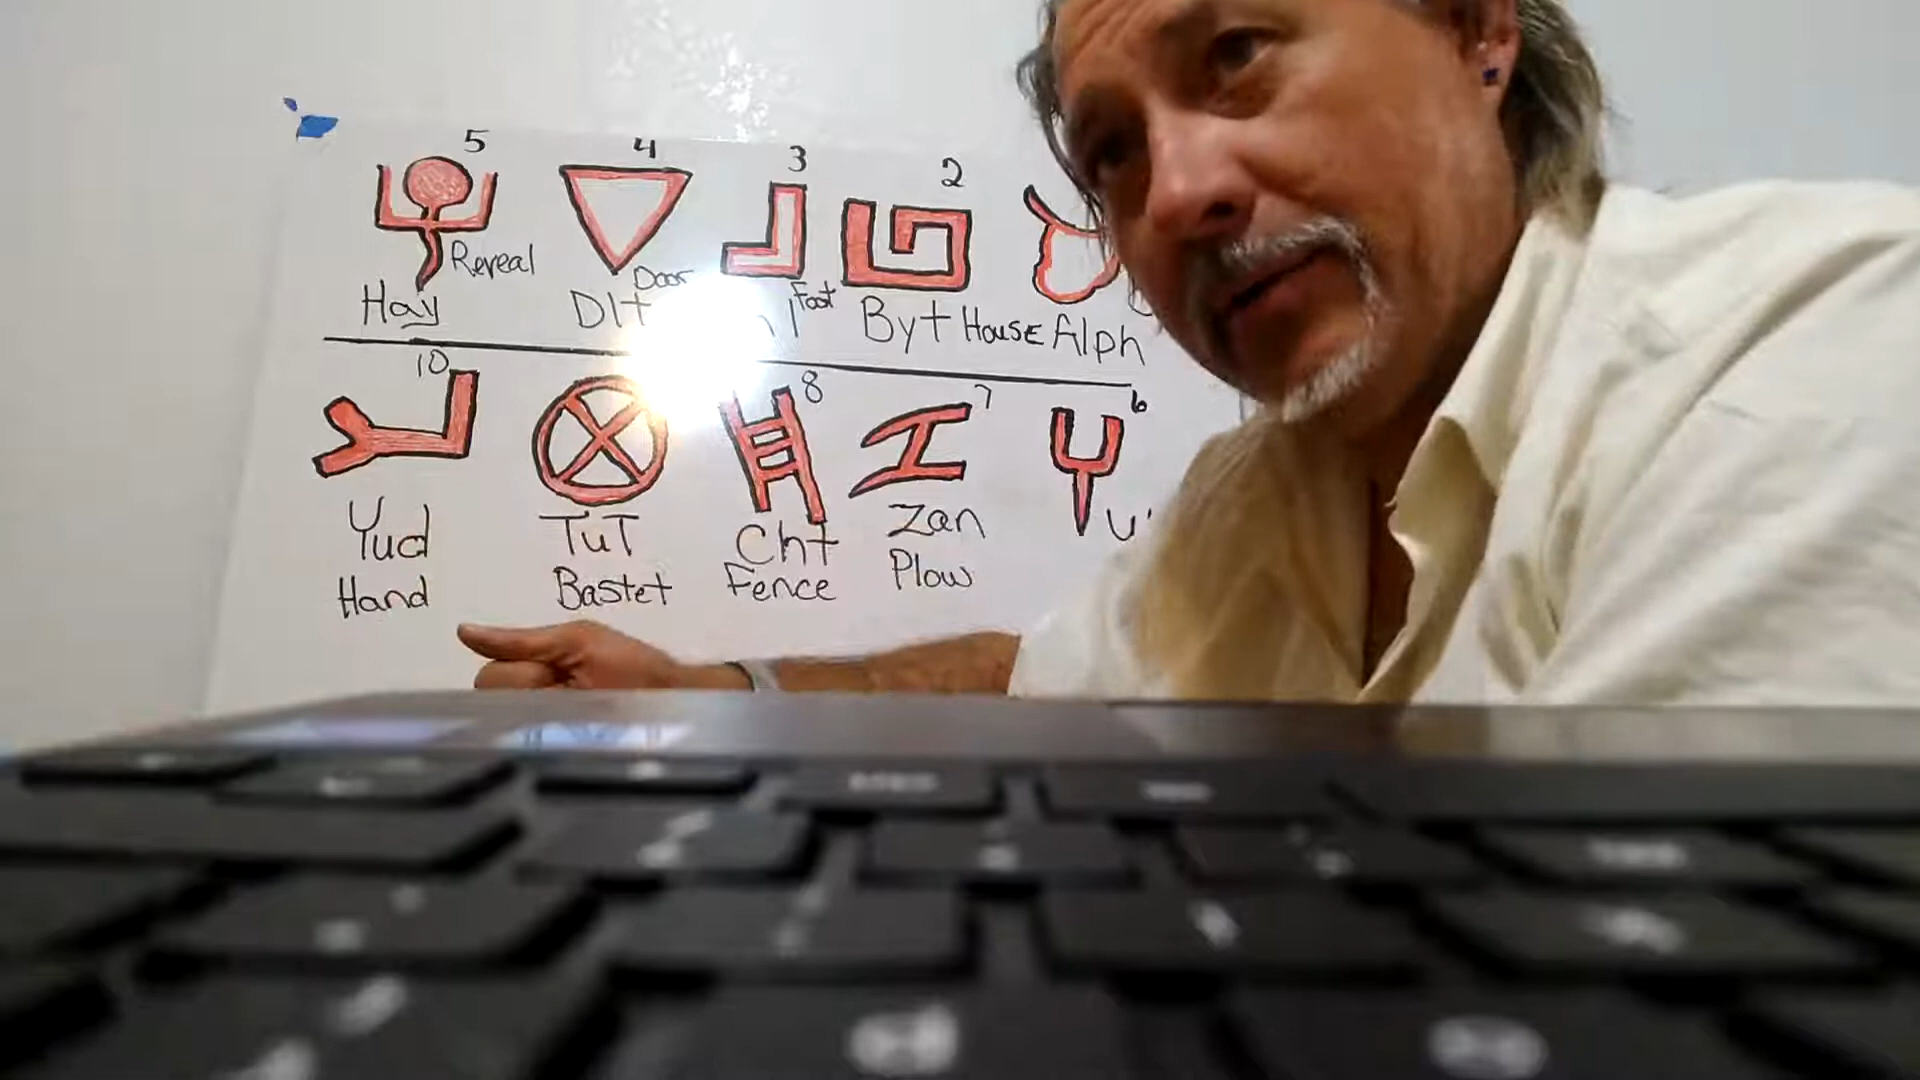 5 4 3 2
Reveal
Door
Foot
Hay Dlt Byt House Alph
10 8 7 6
Yud TuT Cht Zan
Hand Bastet Fence Plow